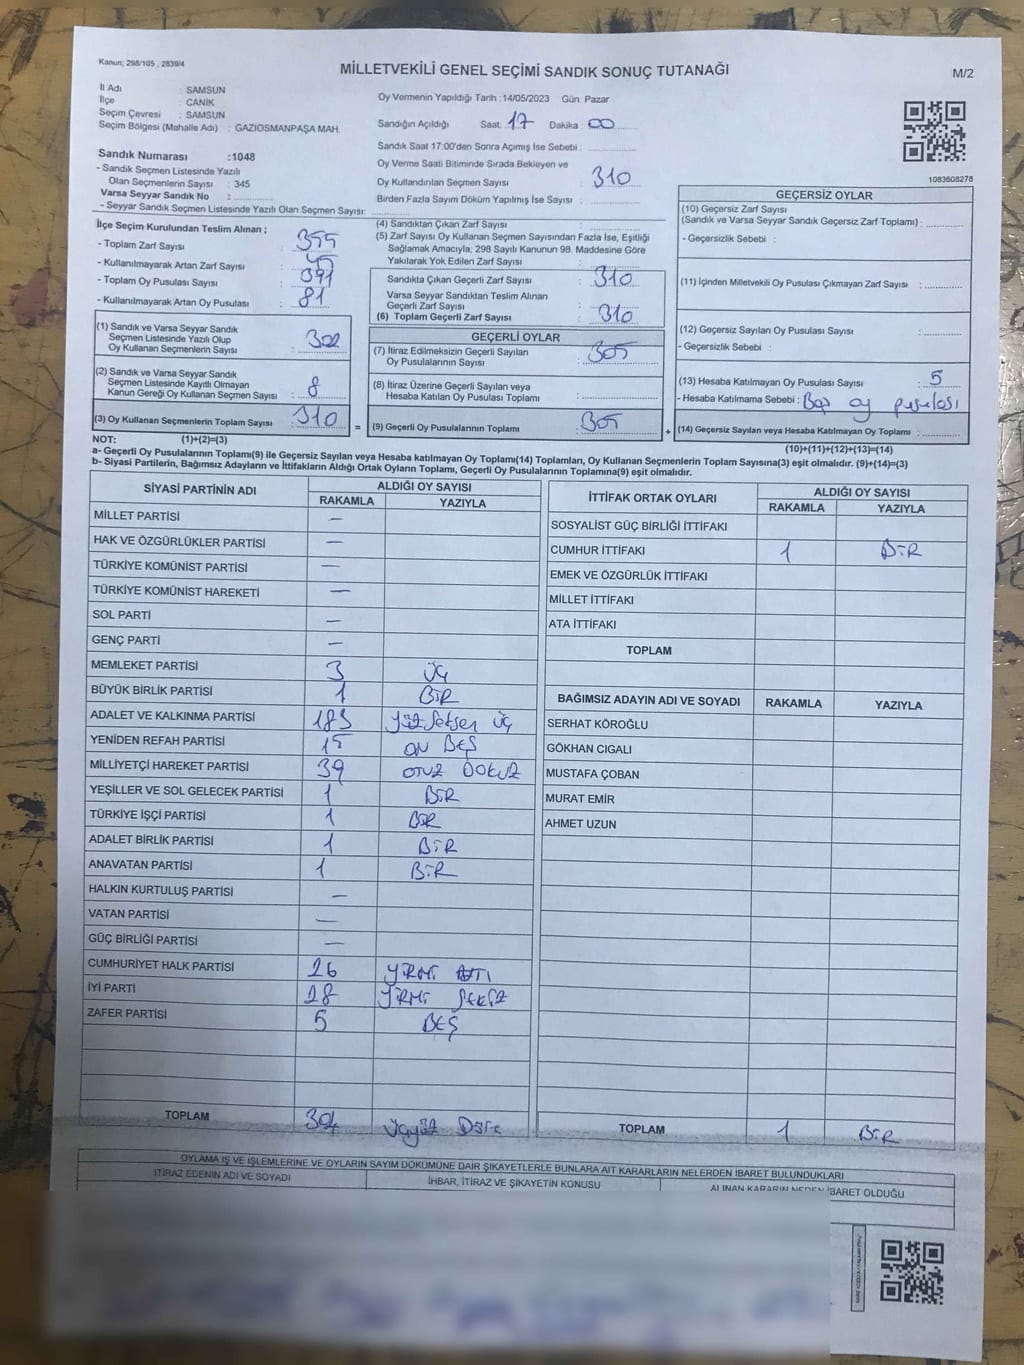 Kanun; 298/105 , 2839/4
MİLLETVEKİLİ GENEL SEÇİMİ SANDIK SONUÇ TUTANAĞI
M/2
İl Adı : SAMSUN
İlçe : CANİK
Seçim Çevresi : SAMSUN
Seçim Bölgesi (Mahalle Adı) : GAZİOSMANPAŞA MAH.
Oy Vermenin Yapıldığı Tarih :14/05/2023 Gün: Pazar
Sandığın Açıldığı Saat: 17 Dakika 00
Sandık Saat 17:00'den Sonra Açımış İse Sebebi :
Sandık Numarası :1048
- Sandık Seçmen Listesinde Yazılı
Olan Seçmenlerin Sayısı : 345
Varsa Seyyar Sandık No :
- Seyyar Sandık Seçmen Listesinde Yazılı Olan Seçmen Sayısı:
Oy Verme Saati Bitiminde Sırada Bekleyen ve
Oy Kullandırılan Seçmen Sayısı : 310
Birden Fazla Sayım Döküm Yapılmış İse Sayısı :
1083608278
İlçe Seçim Kurulundan Teslim Alınan ;
- Toplam Zarf Sayısı :
- Kullanılmayarak Artan Zarf Sayısı : 45
- Toplam Oy Pusulası Sayısı : 391
- Kullanılmayarak Artan Oy Pusulası : 81
(1) Sandık ve Varsa Seyyar Sandık
Seçmen Listesinde Yazılı Olup
Oy Kullanan Seçmenlerin Sayısı : 302
(2) Sandık ve Varsa Seyyar Sandık
Seçmen Listesinde Kayıtlı Olmayan
Kanun Gereği Oy Kullanan Seçmen Sayısı : 8
(3) Oy Kullanan Seçmenlerin Toplam Sayısı : 310 =
(4) Sandıktan Çıkan Zarf Sayısı :
(5) Zarf Sayısı Oy Kullanan Seçmen Sayısından Fazla İse, Eşitliği
Sağlamak Amacıyla; 298 Sayılı Kanunun 98. Maddesine Göre
Yakılarak Yok Edilen Zarf Sayısı :
Sandıkta Çıkan Geçerli Zarf Sayısı : 310
Varsa Seyyar Sandıktan Teslim Alınan
Geçerli Zarf Sayısı :
(6) Toplam Geçerli Zarf Sayısı : 310
GEÇERLİ OYLAR
(7) İtiraz Edilmeksizin Geçerli Sayılan
Oy Pusulalarının Sayısı : 305
(8) İtiraz Üzerine Geçerli Sayılan veya
Hesaba Katılan Oy Pusulası Toplamı :
(9) Geçerli Oy Pusulalarının Toplamı : 305 +
GEÇERSİZ OYLAR
(10) Geçersiz Zarf Sayısı
(Sandık ve Varsa Seyyar Sandık Geçersiz Zarf Toplamı) :
- Geçersizlik Sebebi :
(11) İçinden Milletvekili Oy Pusulası Çıkmayan Zarf Sayısı :
(12) Geçersiz Sayılan Oy Pusulası Sayısı :
- Geçersizlik Sebebi :
(13) Hesaba Katılmayan Oy Pusulası Sayısı : 5
- Hesaba Katılmama Sebebi : Boş oy pusulası
(14) Geçersiz Sayılan veya Hesaba Katılmayan Oy Toplamı :
NOT: (1)+(2)=(3)
(10)+(11)+(12)+(13)=(14)
a- Geçerli Oy Pusulalarının Toplamı(9) ile Geçersiz Sayılan veya Hesaba katılmayan Oy Toplamı(14) Toplamları, Oy Kullanan Seçmenlerin Toplam Sayısına(3) eşit olmalıdır. (9)+(14)=(3)
b- Siyasi Partilerin, Bağımsız Adayların ve İttifakların Aldığı Ortak Oyların Toplamı, Geçerli Oy Pusulalarının Toplamına(9) eşit olmalıdır.
SİYASİ PARTİNİN ADI ALDIĞI OY SAYISI
RAKAMLA YAZIYLA
MİLLET PARTİSİ —
HAK VE ÖZGÜRLÜKLER PARTİSİ —
TÜRKİYE KOMÜNİST PARTİSİ —
TÜRKİYE KOMÜNİST HAREKETİ —
SOL PARTİ —
GENÇ PARTİ —
MEMLEKET PARTİSİ 3 ÜÇ
BÜYÜK BİRLİK PARTİSİ 1 BİR
ADALET VE KALKINMA PARTİSİ 183 Yüz Seksen üç
YENİDEN REFAH PARTİSİ 15 ON BEŞ
MİLLİYETÇİ HAREKET PARTİSİ 39 OTUZ DOKUZ
YEŞİLLER VE SOL GELECEK PARTİSİ 1 BİR
TÜRKİYE İŞÇİ PARTİSİ 1 BİR
ADALET BİRLİK PARTİSİ 1 BİR
ANAVATAN PARTİSİ 1 BİR
HALKIN KURTULUŞ PARTİSİ —
VATAN PARTİSİ —
GÜÇ BİRLİĞİ PARTİSİ —
CUMHURİYET HALK PARTİSİ 26 YİRMİ ALTI
İYİ PARTİ 28 YİRMİ SEKİZ
ZAFER PARTİSİ 5 BEŞ
TOPLAM 304 üçyüz Dört
İTTİFAK ORTAK OYLARI ALDIĞI OY SAYISI
RAKAMLA YAZIYLA
SOSYALİST GÜÇ BİRLİĞİ İTTİFAKI
CUMHUR İTTİFAKI 1 BİR
EMEK VE ÖZGÜRLÜK İTTİFAKI
MİLLET İTTİFAKI
ATA İTTİFAKI
TOPLAM
BAĞIMSIZ ADAYIN ADI VE SOYADI RAKAMLA YAZIYLA
SERHAT KÖROĞLU
GÖKHAN CIGALI
MUSTAFA ÇOBAN
MURAT EMİR
AHMET UZUN
TOPLAM 1 BİR
OYLAMA İŞ VE İŞLEMLERİNE VE OYLARIN SAYIM DÖKÜMÜNE DAİR ŞİKAYETLERLE BUNLARA AİT KARARLARIN NELERDEN İBARET BULUNDUKLARI
İTİRAZ EDENİN ADI VE SOYADI İHBAR, İTİRAZ VE ŞİKAYETİN KONUSU ALINAN KARARIN NEDEN İBARET OLDUĞU